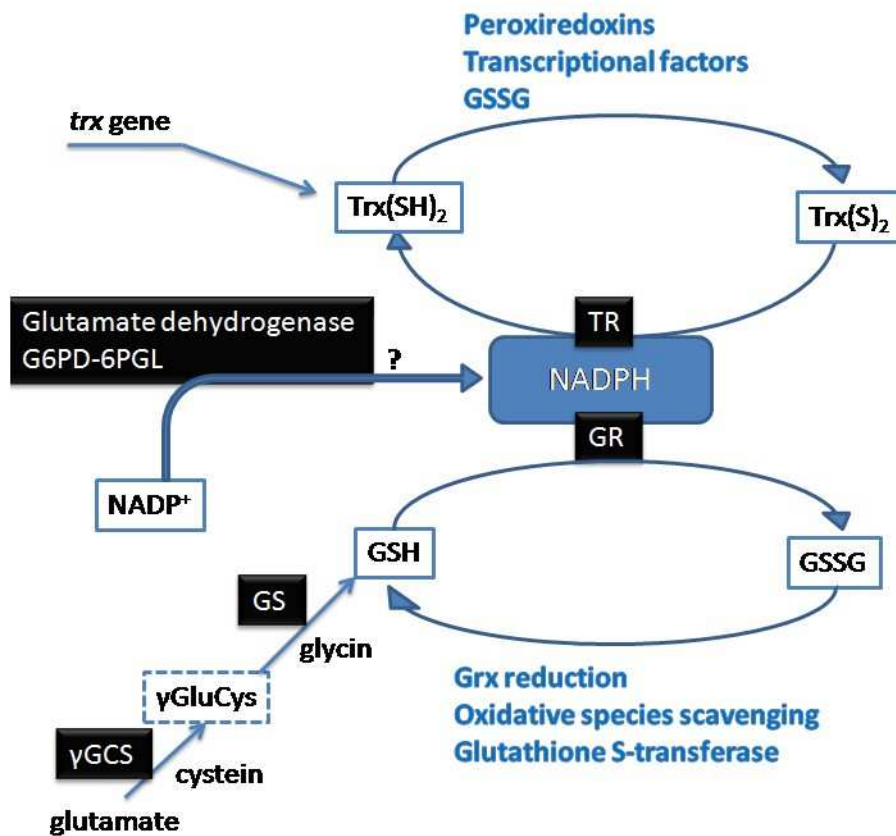 Peroxiredoxins
Transcriptional factors
GSSG
trx gene
Trx(SH)₂
Trx(S)₂
TR
Glutamate dehydrogenase
G6PD-6PGL
?
NADPH
GR
NADP⁺
GSH
GSSG
GS
glycin
γGluCys
Grx reduction
Oxidative species scavenging
Glutathione S-transferase
γGCS
cystein
glutamate